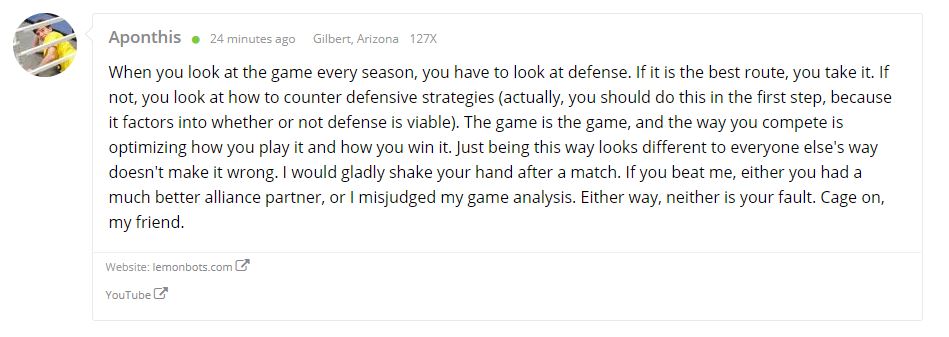 Aponthis 24 minutes ago Gilbert, Arizona 127X
When you look at the game every season, you have to look at defense. If it is the best route, you take it. If
not, you look at how to counter defensive strategies (actually, you should do this in the first step, because
it factors into whether or not defense is viable). The game is the game, and the way you compete is
optimizing how you play it and how you win it. Just being this way looks different to everyone else's way
doesn't make it wrong. I would gladly shake your hand after a match. If you beat me, either you had a
much better alliance partner, or I misjudged my game analysis. Either way, neither is your fault. Cage on,
my friend.
Website: lemonbots.com
YouTube